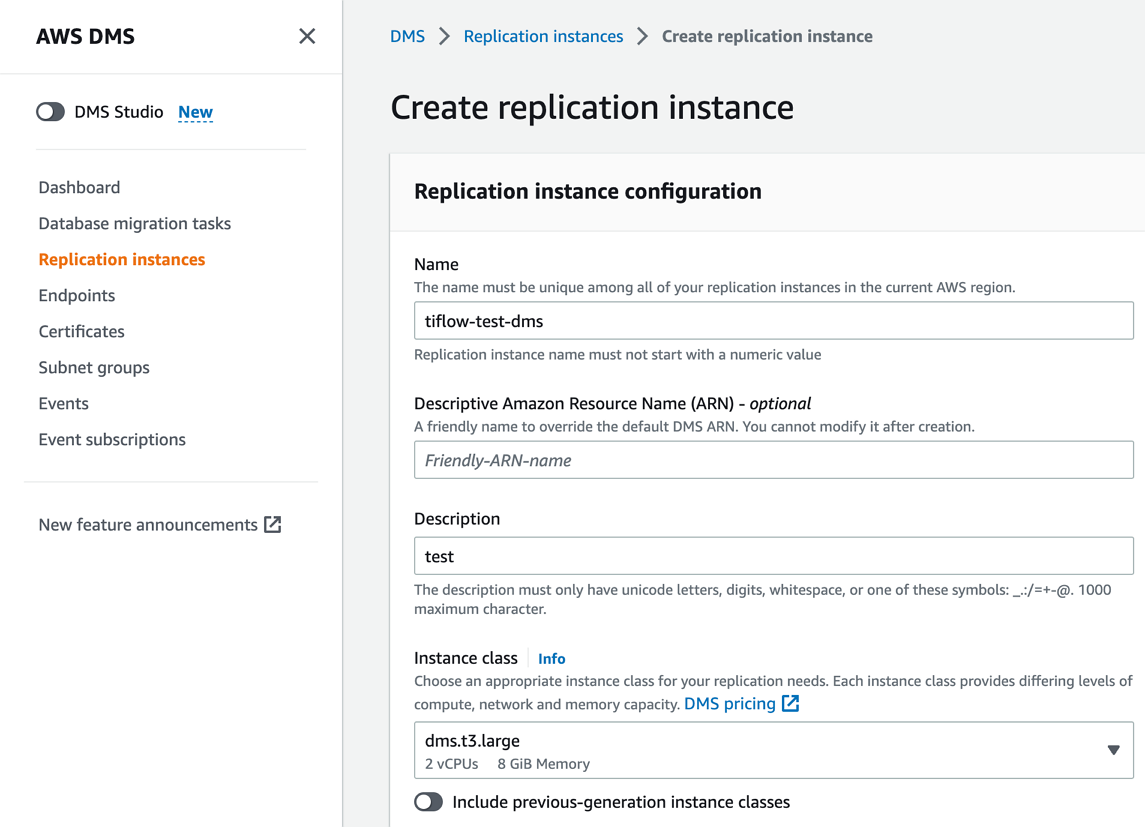 AWS DMS
DMS Studio New
Dashboard
Database migration tasks
Replication instances
Endpoints
Certificates
Subnet groups
Events
Event subscriptions
New feature announcements
DMS > Replication instances > Create replication instance
Create replication instance
Replication instance configuration
Name
The name must be unique among all of your replication instances in the current AWS region.
tiflow-test-dms
Replication instance name must not start with a numeric value
Descriptive Amazon Resource Name (ARN) - optional
A friendly name to override the default DMS ARN. You cannot modify it after creation.
Friendly-ARN-name
Description
test
The description must only have unicode letters, digits, whitespace, or one of these symbols: _.:/=+-@. 1000
maximum character.
Instance class Info
Choose an appropriate instance class for your replication needs. Each instance class provides differing levels of
compute, network and memory capacity. DMS pricing
dms.t3.large
2 vCPUs 8 GiB Memory
Include previous-generation instance classes